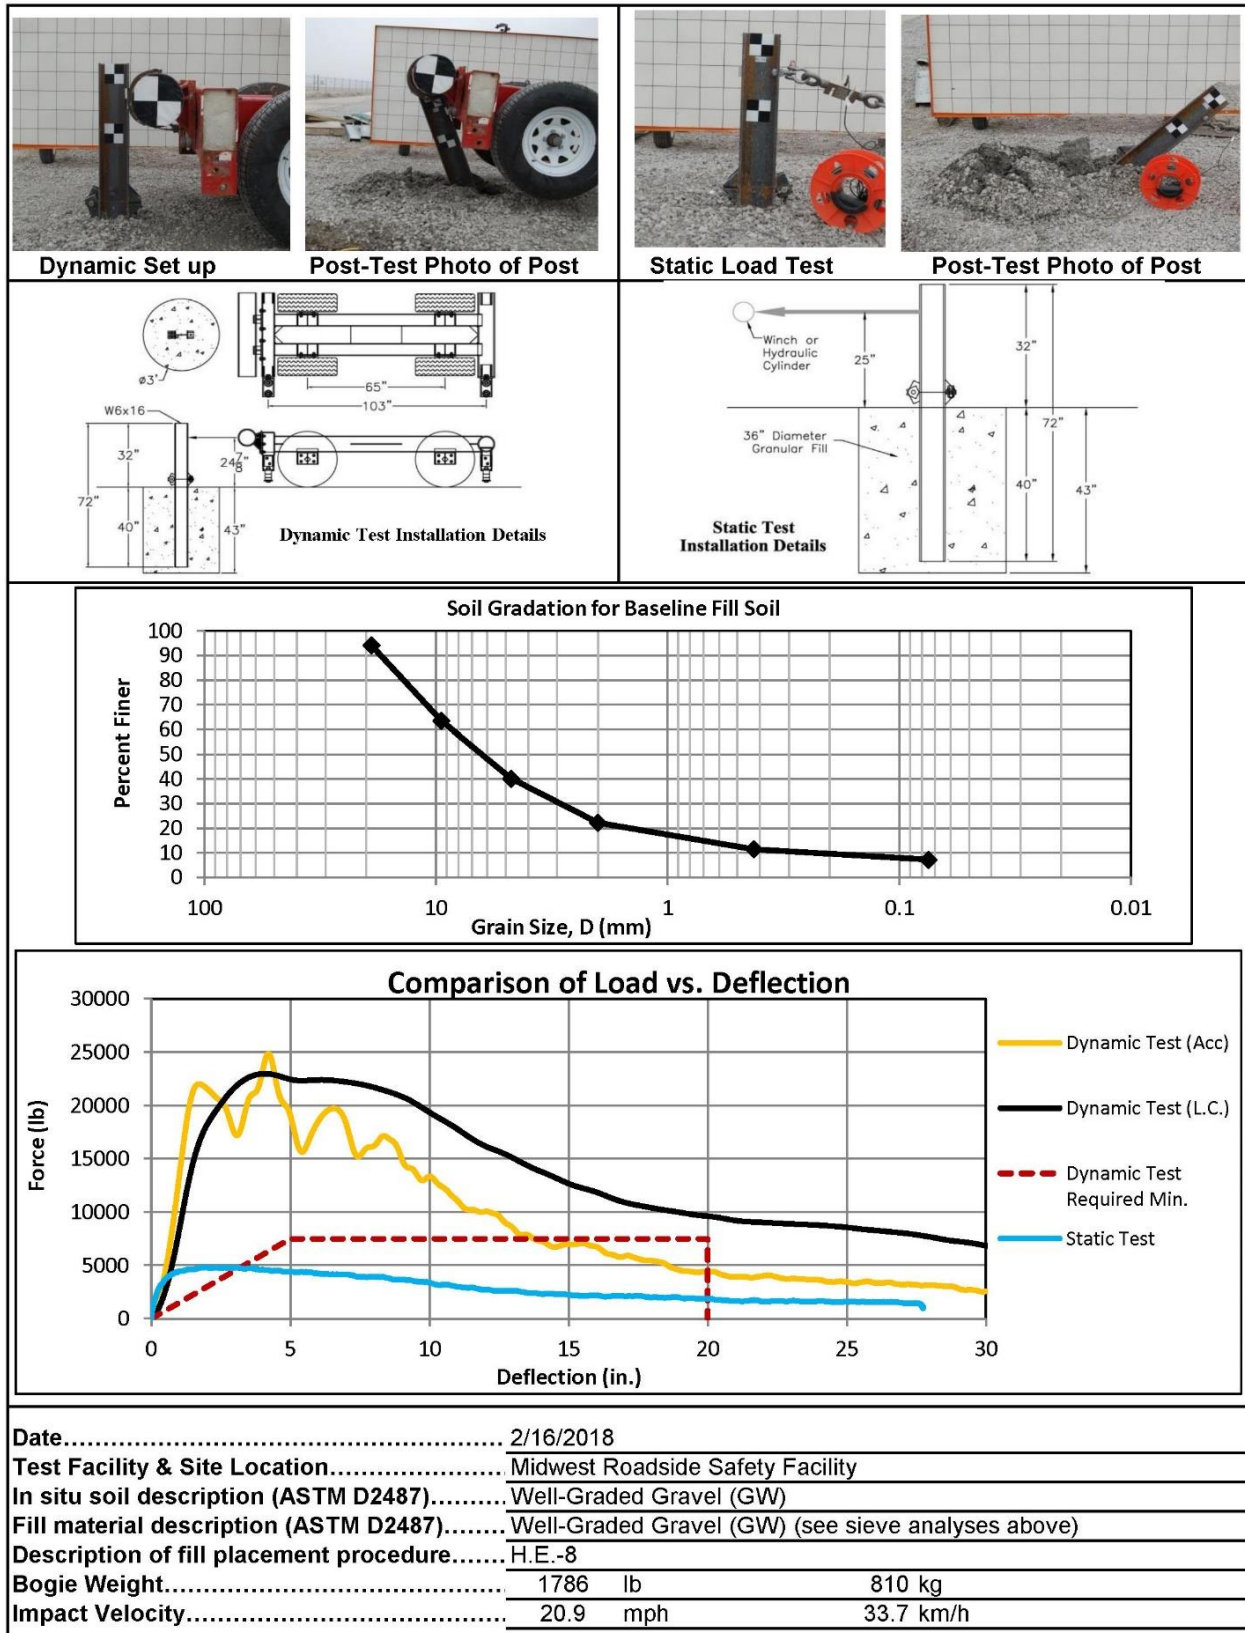 Dynamic Set up
Post-Test Photo of Post
Static Load Test
Post-Test Photo of Post
ø3'
65"
103"
W6x16
32"
24⅞"
72"
40"
43"
Dynamic Test Installation Details
Winch or
Hydraulic
Cylinder
25"
32"
72"
36" Diameter
Granular Fill
40"
43"
Static Test
Installation Details
Soil Gradation for Baseline Fill Soil
Percent Finer
100
90
80
70
60
50
40
30
20
10
0
100
10
1
0.1
0.01
Grain Size, D (mm)
Comparison of Load vs. Deflection
Force (lb)
30000
25000
20000
15000
10000
5000
0
0
5
10
15
20
25
30
Deflection (in.)
Dynamic Test (Acc)
Dynamic Test (L.C.)
Dynamic Test
Required Min.
Static Test
Date.................................................. 2/16/2018
Test Facility & Site Location.................... Midwest Roadside Safety Facility
In situ soil description (ASTM D2487)....... Well-Graded Gravel (GW)
Fill material description (ASTM D2487)...... Well-Graded Gravel (GW) (see sieve analyses above)
Description of fill placement procedure...... H.E.-8
Bogie Weight...................................... 1786 lb 810 kg
Impact Velocity.................................... 20.9 mph 33.7 km/h